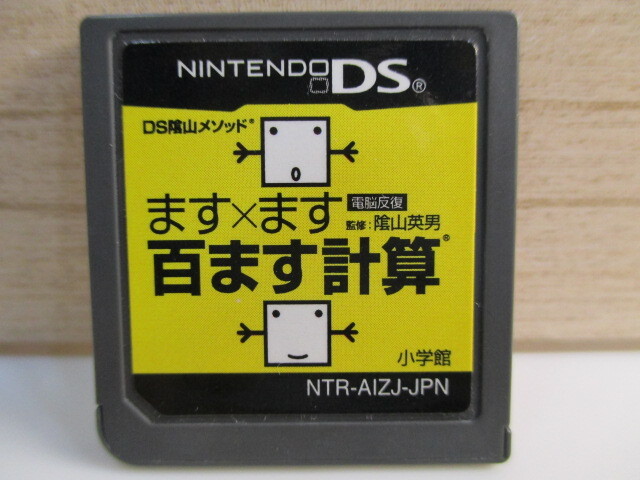 NINTENDO DS®
DS陰山メソッド®
ます×ます 電脳反復
監修:陰山英男
百ます計算®
小学館
NTR-AIZJ-JPN